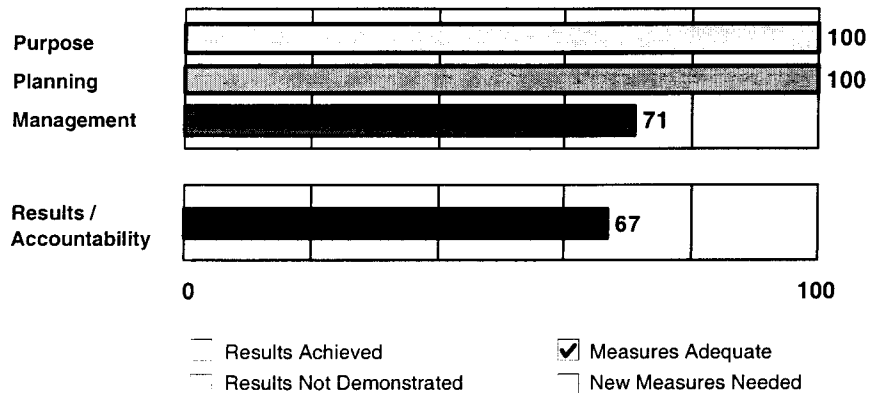 Purpose 100
Planning 100
Management 71
Results / 
Accountability 67
0 100
Results Achieved ✔ Measures Adequate
Results Not Demonstrated New Measures Needed